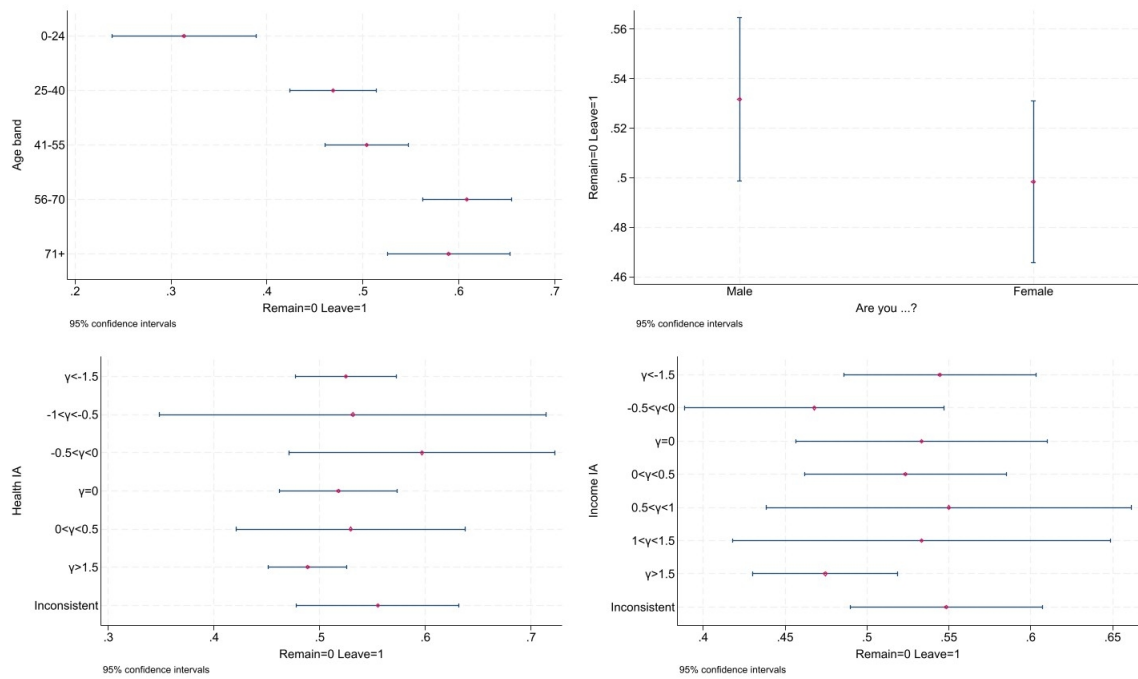 Age band
0-24
25-40
41-55
56-70
71+
.2 .3 .4 .5 .6 .7
Remain=0 Leave=1
95% confidence intervals
Remain=0 Leave=1
.56
.54
.52
.5
.48
.46
Male Female
Are you ...?
95% confidence intervals
Health IA
γ<-1.5
-1<γ<-0.5
-0.5<γ<0
γ=0
0<γ<0.5
γ>1.5
Inconsistent
.3 .4 .5 .6 .7
Remain=0 Leave=1
95% confidence intervals
Income IA
γ<-1.5
-0.5<γ<0
γ=0
0<γ<0.5
0.5<γ<1
1<γ<1.5
γ>1.5
Inconsistent
.4 .45 .5 .55 .6 .65
Remain=0 Leave=1
95% confidence intervals